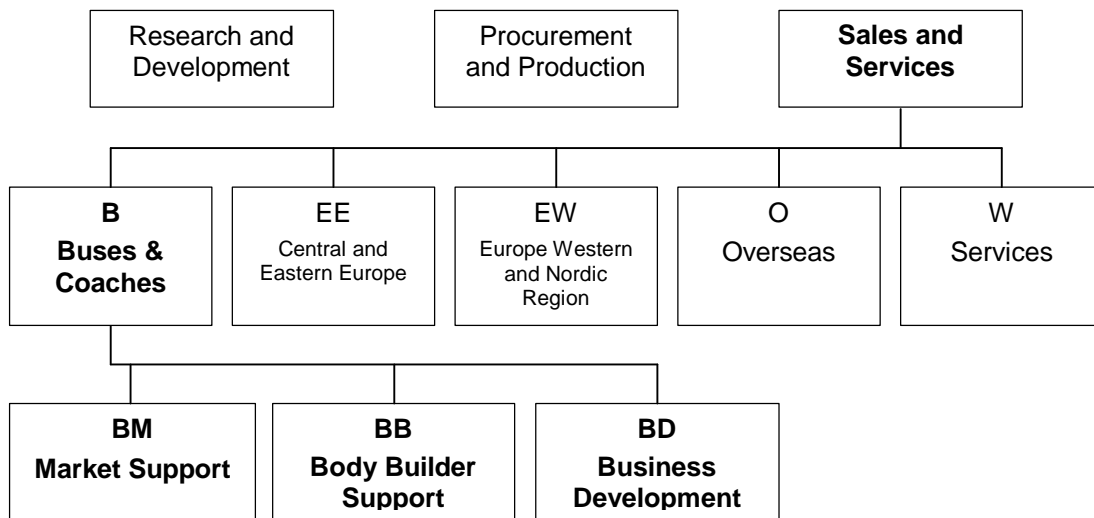 Research and
Development
Procurement
and Production
Sales and
Services
B
Buses &
Coaches
EE
Central and
Eastern Europe
EW
Europe Western
and Nordic
Region
O
Overseas
W
Services
BM
Market Support
BB
Body Builder
Support
BD
Business
Development